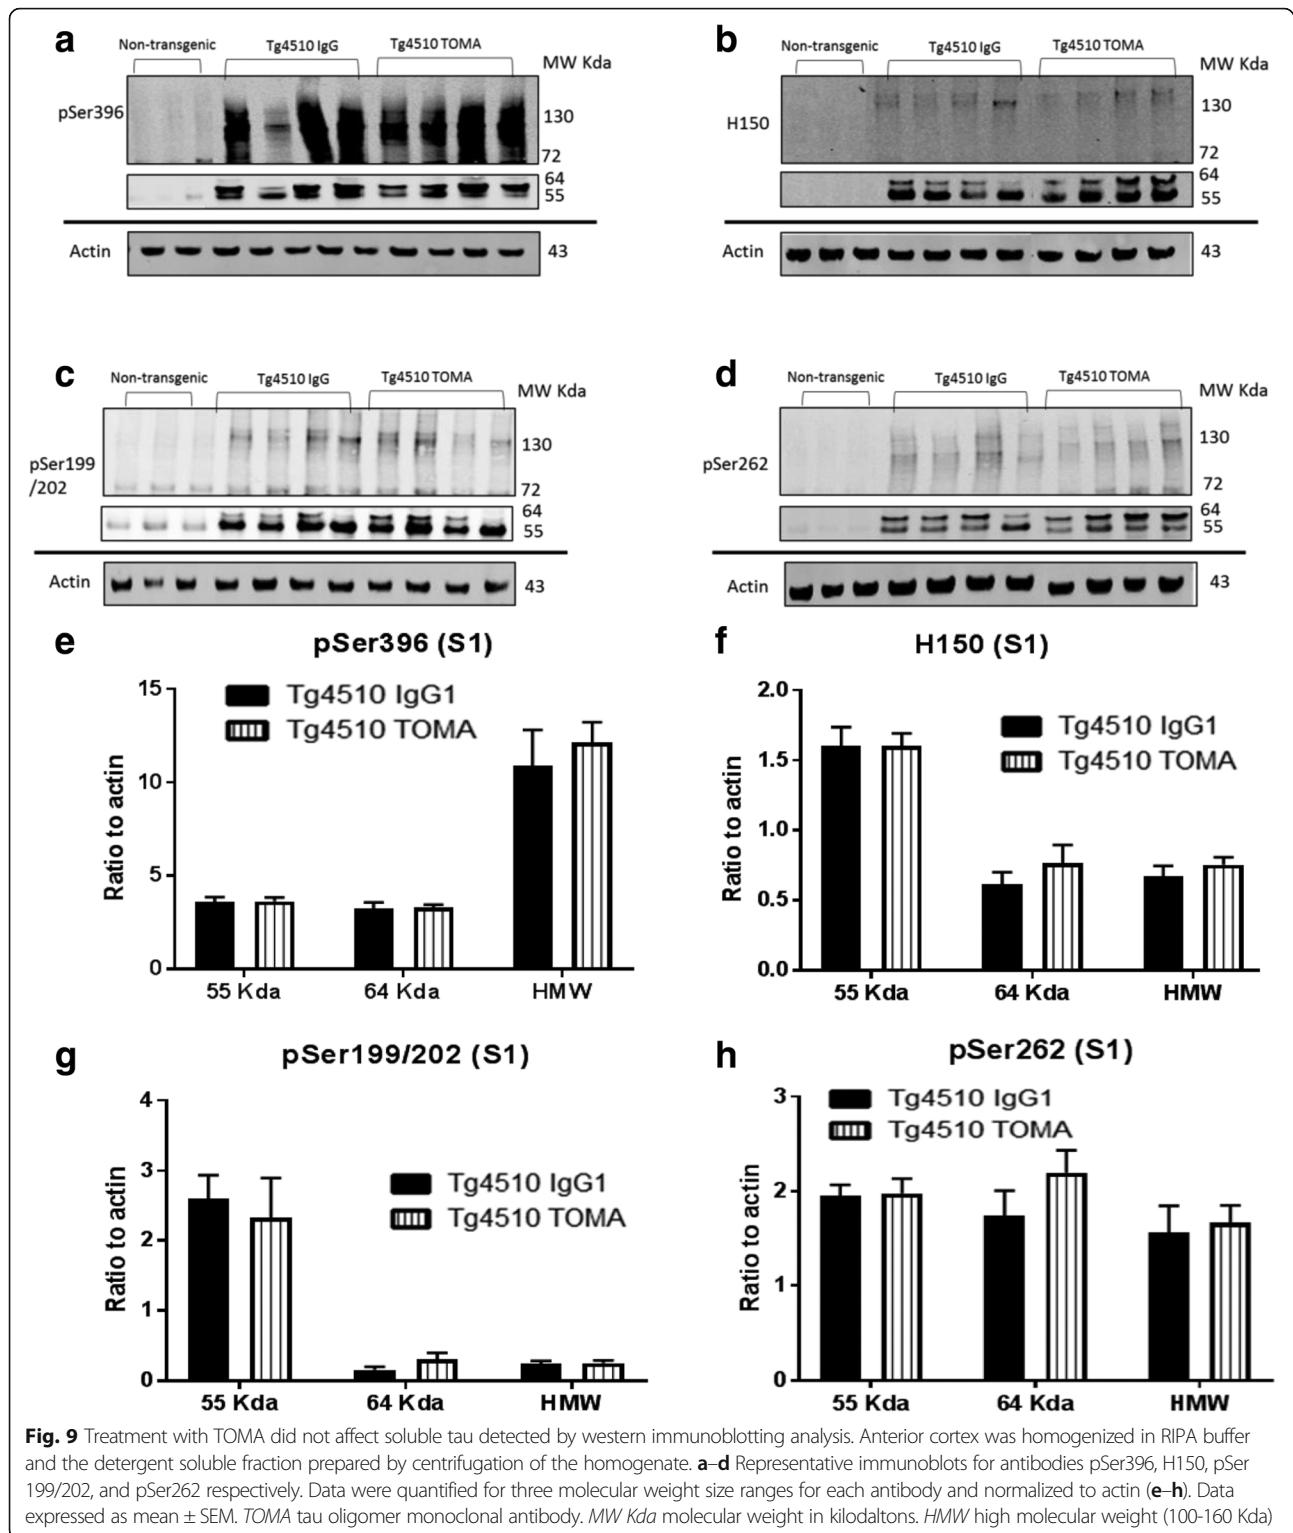 a
Non-transgenic
Tg4510 IgG
Tg4510 TOMA
MW Kda
pSer396
130
72
64
55
Actin
43
b
Non-transgenic
Tg4510 IgG
Tg4510 TOMA
MW Kda
H150
130
72
64
55
Actin
43
c
Non-transgenic
Tg4510 IgG
Tg4510 TOMA
MW Kda
pSer199
/202
130
72
64
55
Actin
43
d
Non-transgenic
Tg4510 IgG
Tg4510 TOMA
MW Kda
pSer262
130
72
64
55
Actin
43
e
pSer396 (S1)
Ratio to actin
15
10
5
0
Tg4510 IgG1
Tg4510 TOMA
55 Kda
64 Kda
HMW
f
H150 (S1)
Ratio to actin
2.0
1.5
1.0
0.5
0.0
Tg4510 IgG1
Tg4510 TOMA
55 Kda
64 Kda
HMW
g
pSer199/202 (S1)
Ratio to actin
4
3
2
1
0
Tg4510 IgG1
Tg4510 TOMA
55 Kda
64 Kda
HMW
h
pSer262 (S1)
Ratio to actin
3
2
1
0
Tg4510 IgG1
Tg4510 TOMA
55 Kda
64 Kda
HMW
Fig. 9 Treatment with TOMA did not affect soluble tau detected by western immunoblotting analysis. Anterior cortex was homogenized in RIPA buffer
and the detergent soluble fraction prepared by centrifugation of the homogenate. a–d Representative immunoblots for antibodies pSer396, H150, pSer
199/202, and pSer262 respectively. Data were quantified for three molecular weight size ranges for each antibody and normalized to actin (e–h). Data
expressed as mean ± SEM. TOMA tau oligomer monoclonal antibody. MW Kda molecular weight in kilodaltons. HMW high molecular weight (100-160 Kda)